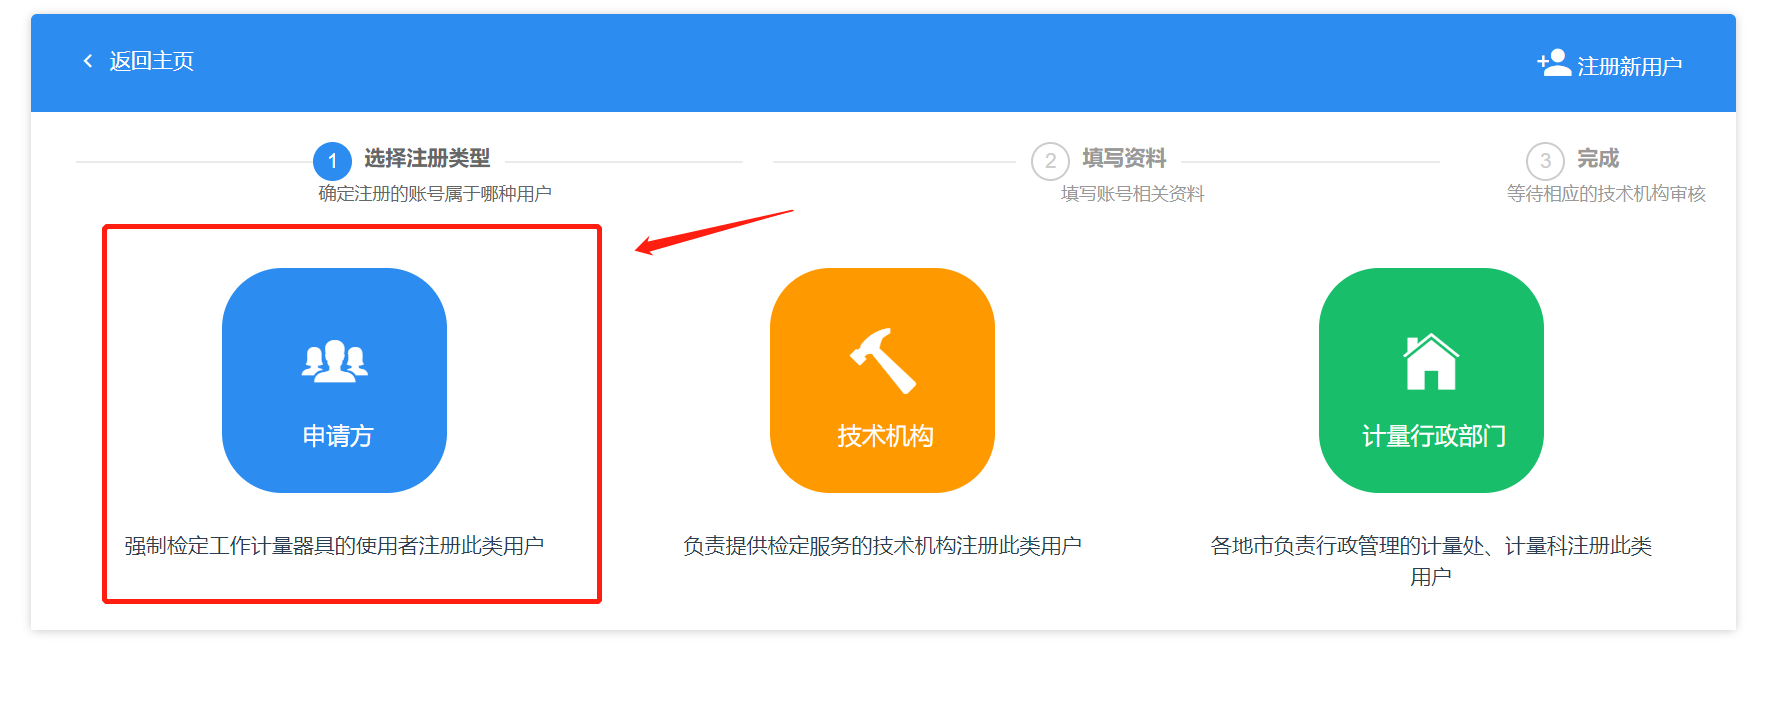 返回主页
注册新用户
1 选择注册类型
确定注册的账号属于哪种用户
2 填写资料
填写账号相关资料
3 完成
等待相应的技术机构审核
申请方
强制检定工作计量器具的使用者注册此类用户
技术机构
负责提供检定服务的技术机构注册此类用户
计量行政部门
各地市负责行政管理的计量处、计量科注册此类
用户